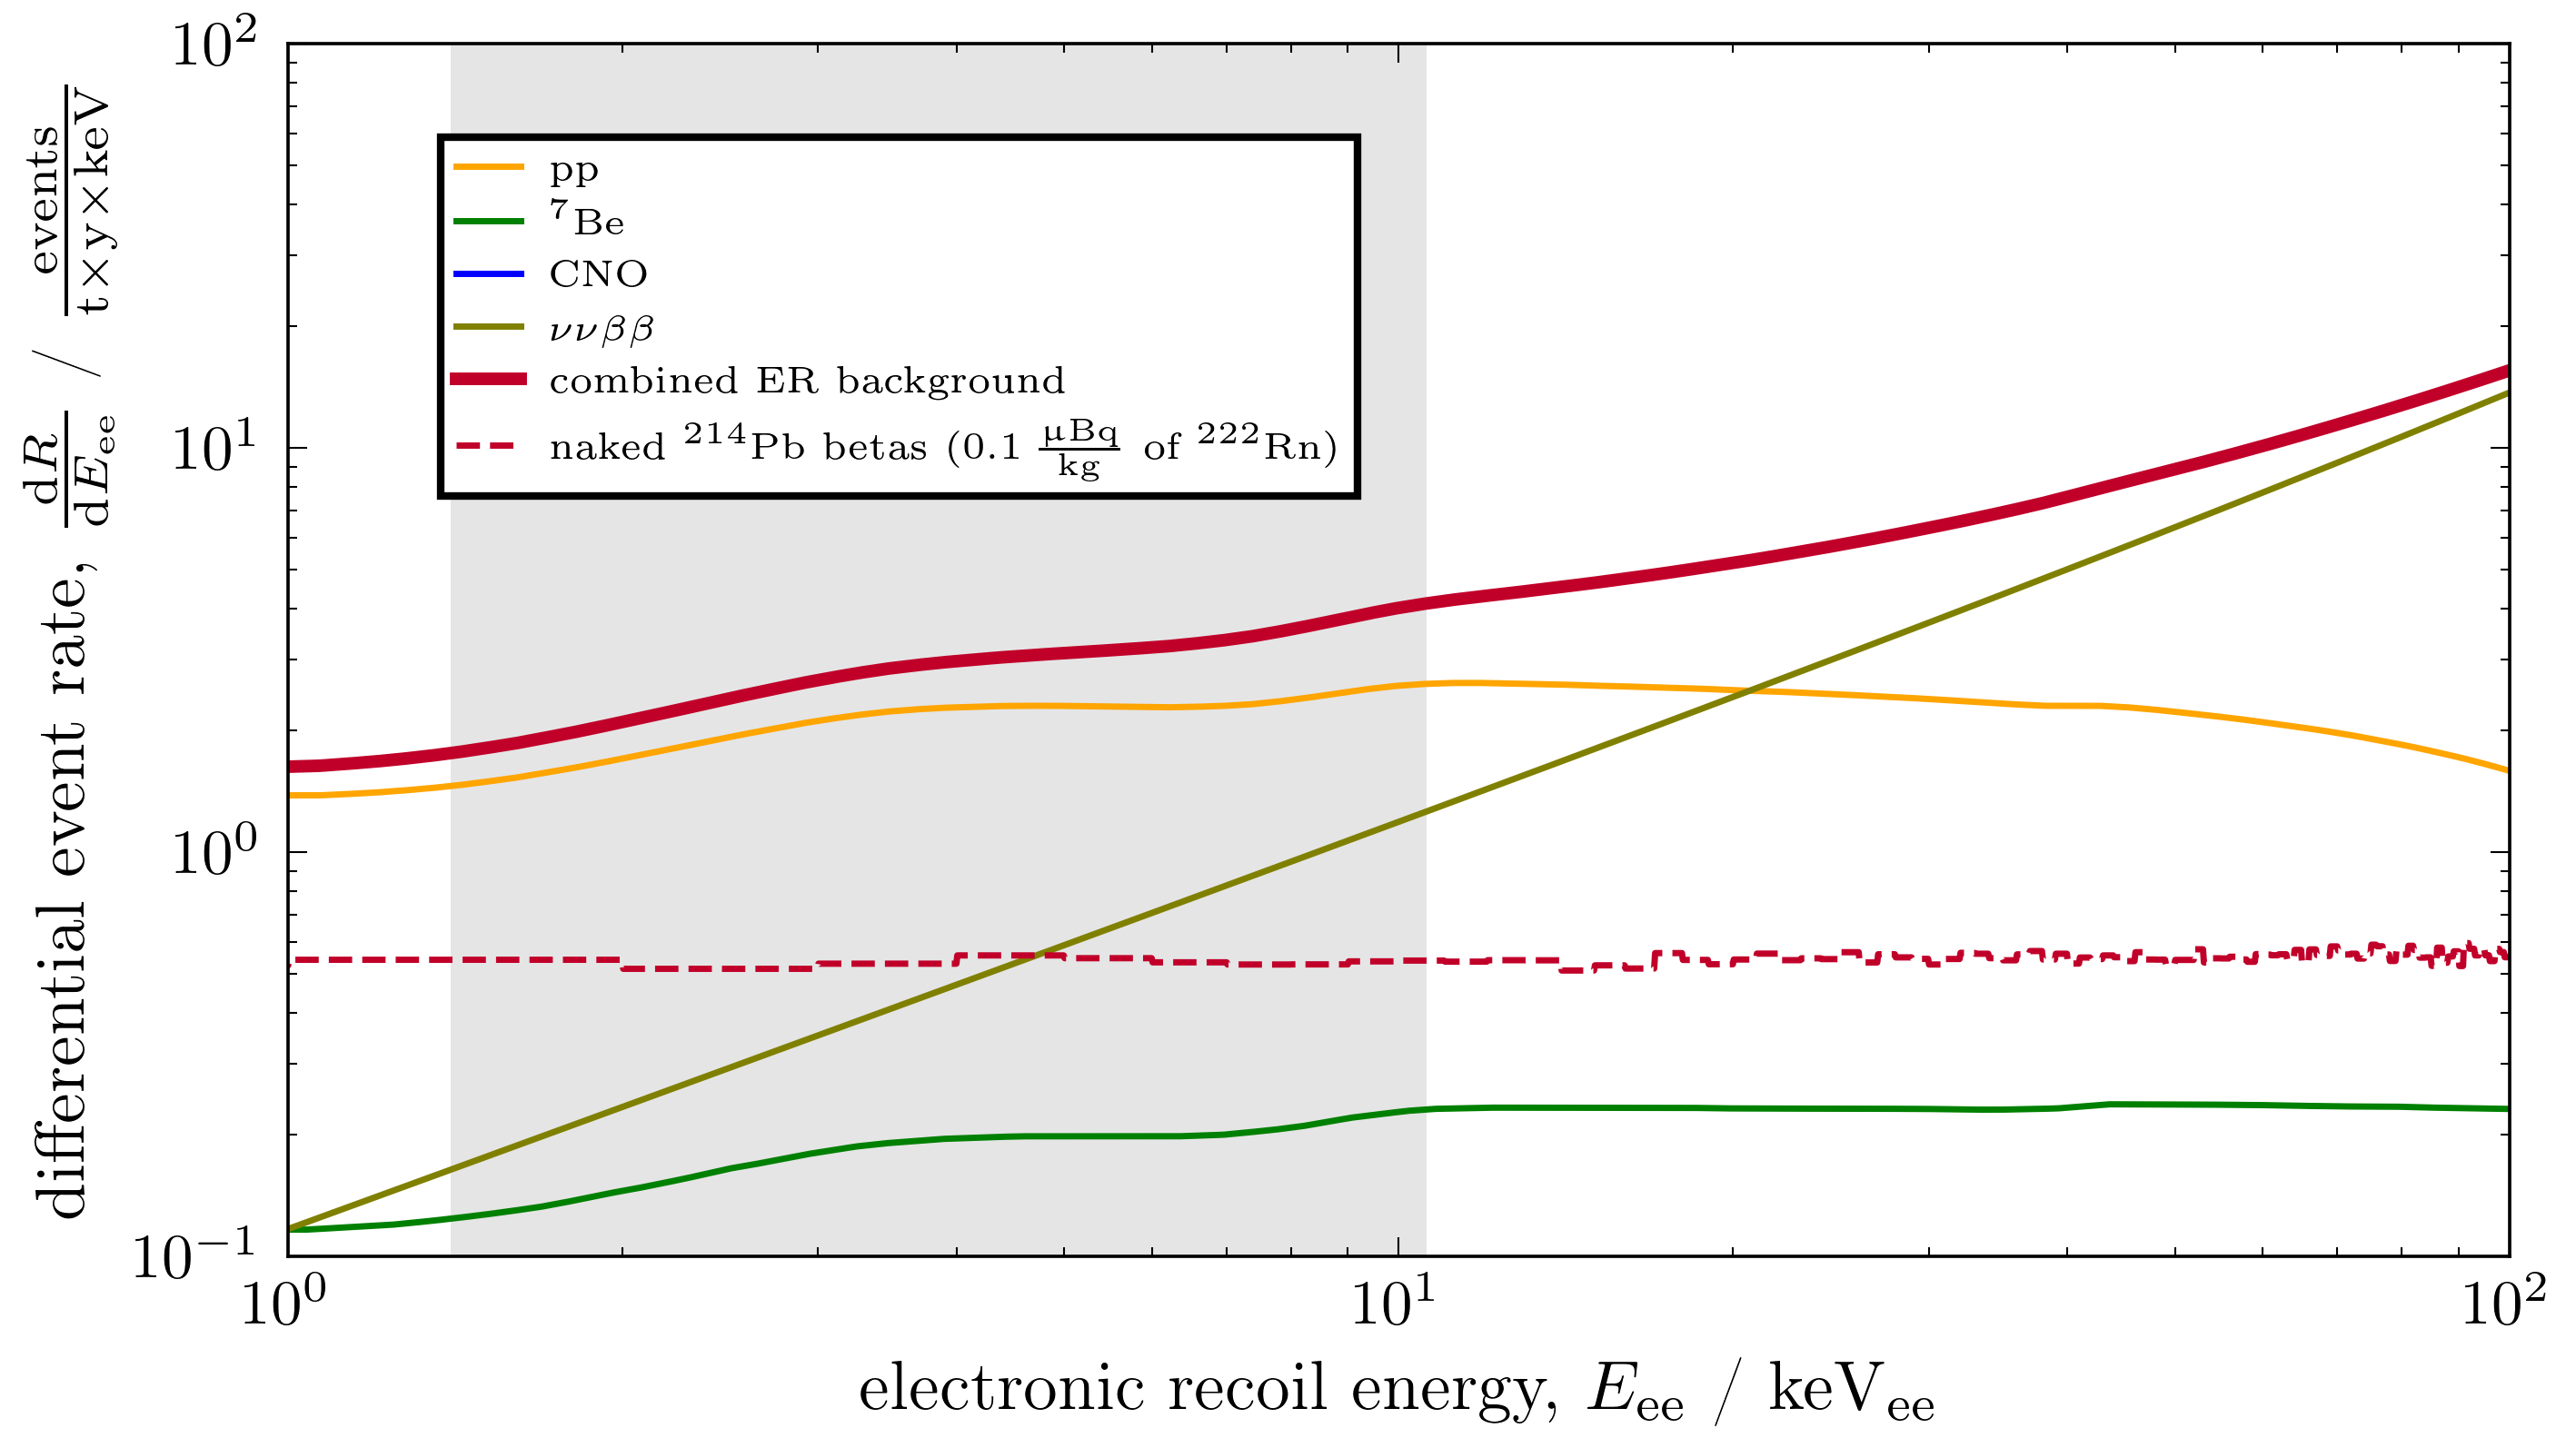 differential event rate, dR/dE_ee / events/t×y×keV
10²
10¹
10⁰
10⁻¹
pp
⁷Be
CNO
ννββ
combined ER background
naked ²¹⁴Pb betas (0.1 μBq/kg of ²²²Rn)
10⁰
10¹
10²
electronic recoil energy, E_ee / keV_ee